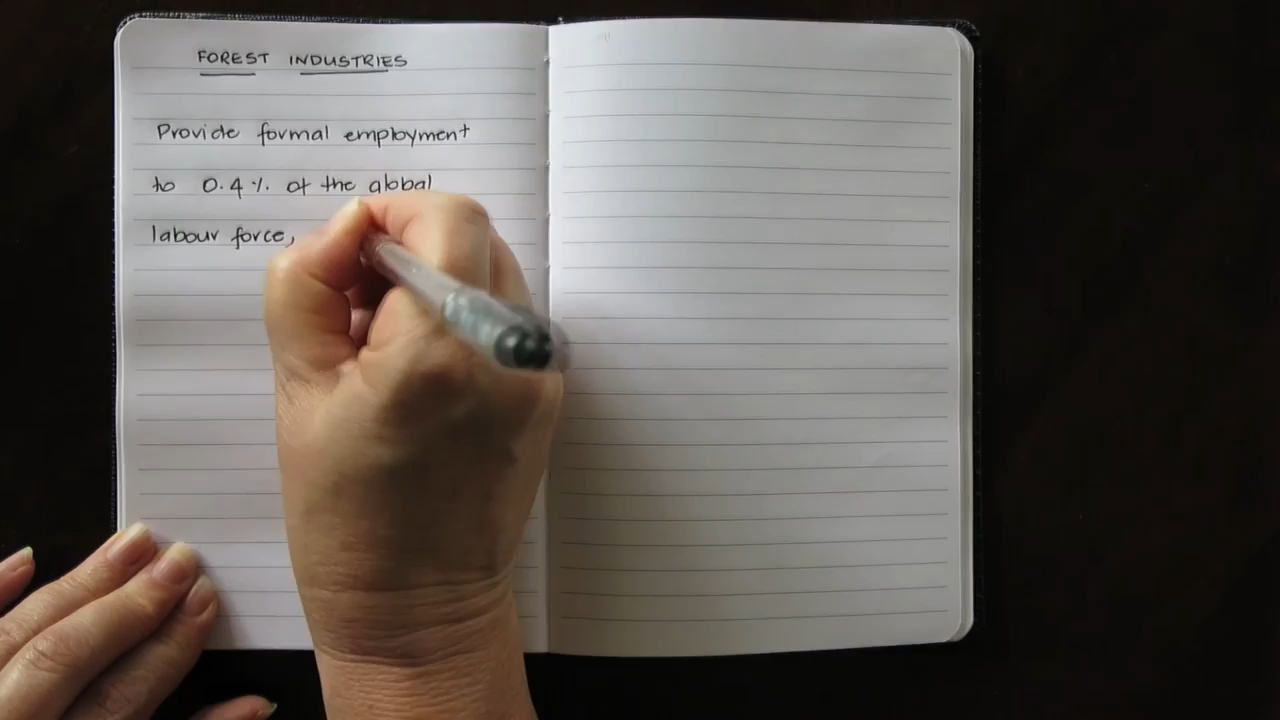 FOREST INDUSTRIES
Provide formal employment
to 0.4% of the global
labour force,